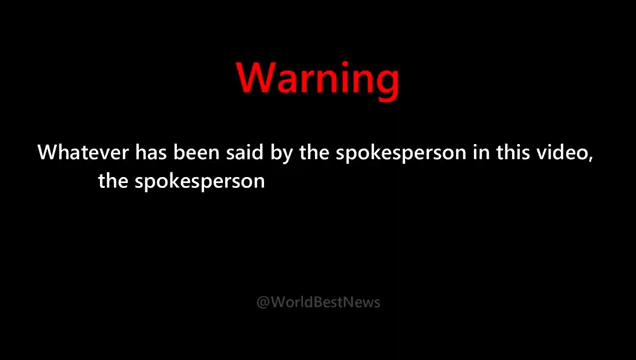 Warning
Whatever has been said by the spokesperson in this video,
the spokesperson
@WorldBestNews